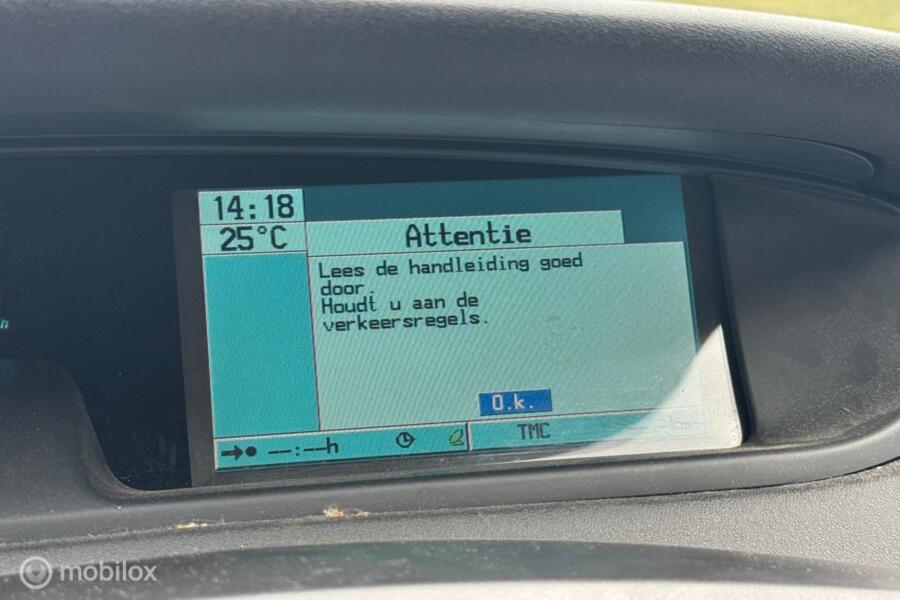 14:18
25°C
Attentie
Lees de handleiding goed
door.
Houdt u aan de
verkeersregels.
O.k.
--:--h
TMC
mobilox